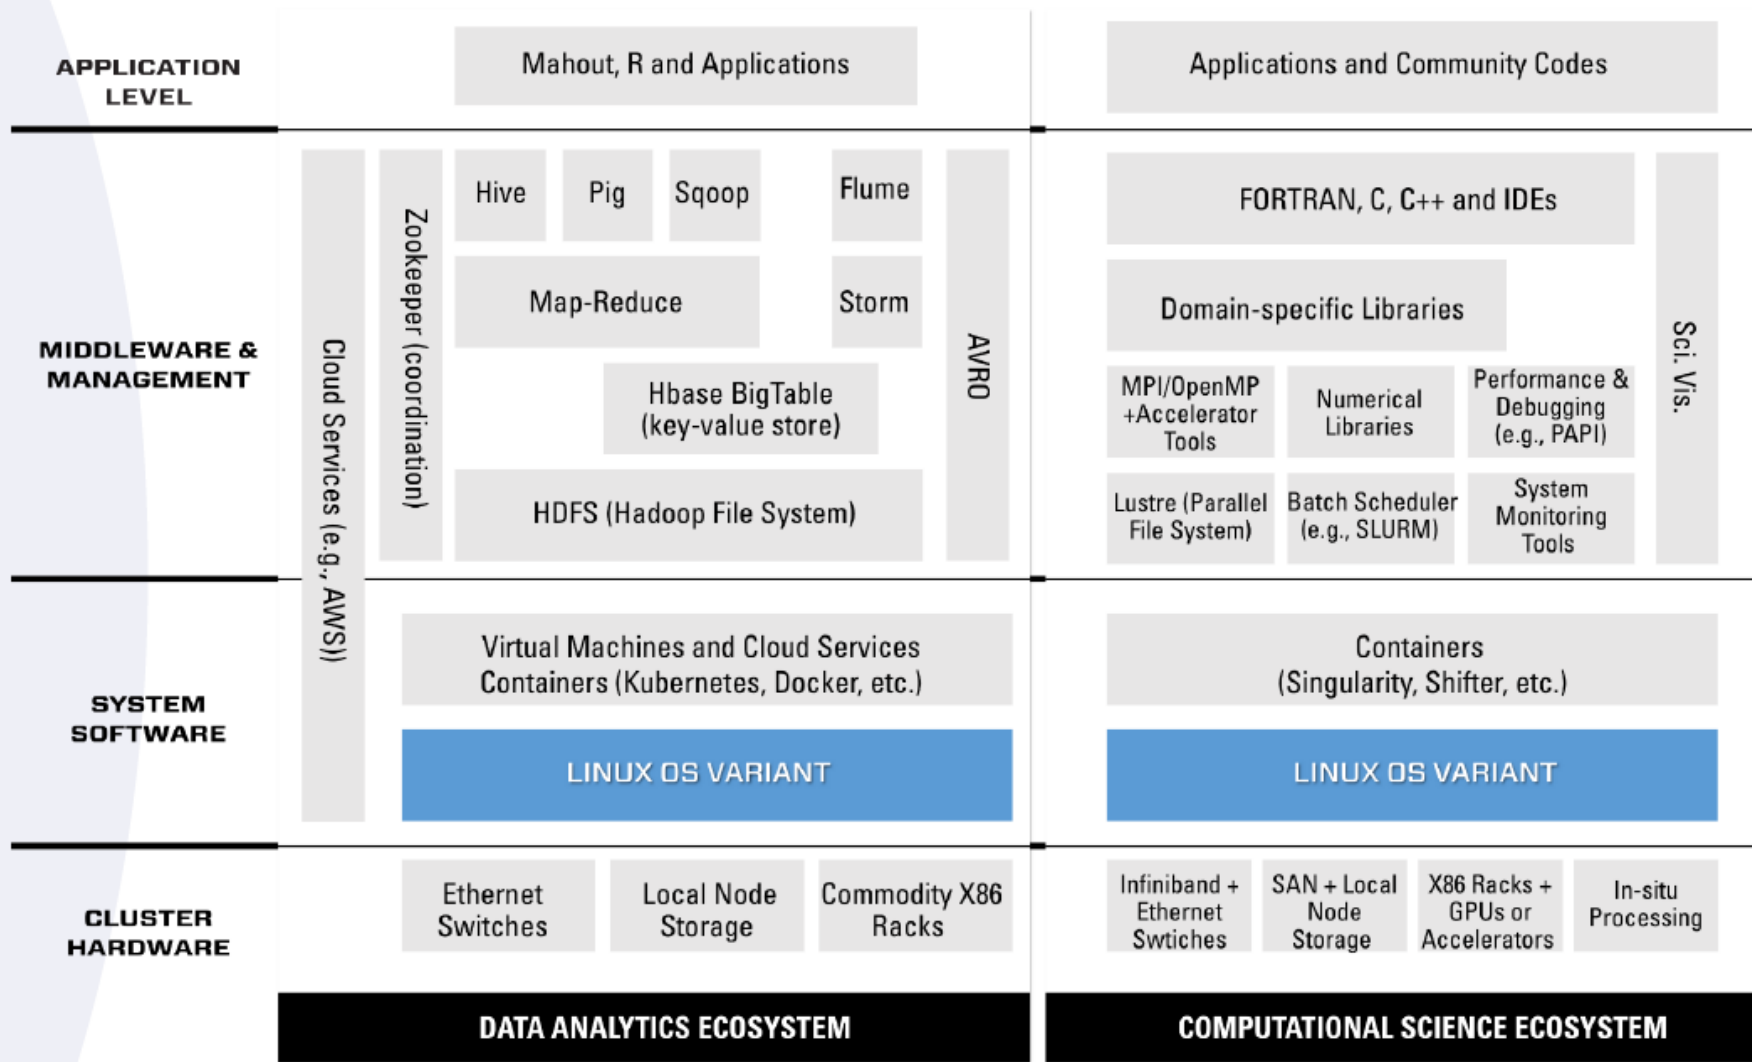 APPLICATION
LEVEL
Mahout, R and Applications
Applications and Community Codes
MIDDLEWARE &
MANAGEMENT
Cloud Services (e.g., AWS))
Zookeeper (coordination)
Hive
Pig
Sqoop
Flume
Map-Reduce
Storm
Hbase BigTable
(key-value store)
HDFS (Hadoop File System)
AVRO
FORTRAN, C, C++ and IDEs
Domain-specific Libraries
MPI/OpenMP
+Accelerator
Tools
Numerical
Libraries
Performance &
Debugging
(e.g., PAPI)
Lustre (Parallel
File System)
Batch Scheduler
(e.g., SLURM)
System
Monitoring
Tools
Sci. Vis.
SYSTEM
SOFTWARE
Virtual Machines and Cloud Services
Containers (Kubernetes, Docker, etc.)
LINUX OS VARIANT
Containers
(Singularity, Shifter, etc.)
LINUX OS VARIANT
CLUSTER
HARDWARE
Ethernet
Switches
Local Node
Storage
Commodity X86
Racks
Infiniband +
Ethernet
Swtiches
SAN + Local
Node
Storage
X86 Racks +
GPUs or
Accelerators
In-situ
Processing
DATA ANALYTICS ECOSYSTEM
COMPUTATIONAL SCIENCE ECOSYSTEM